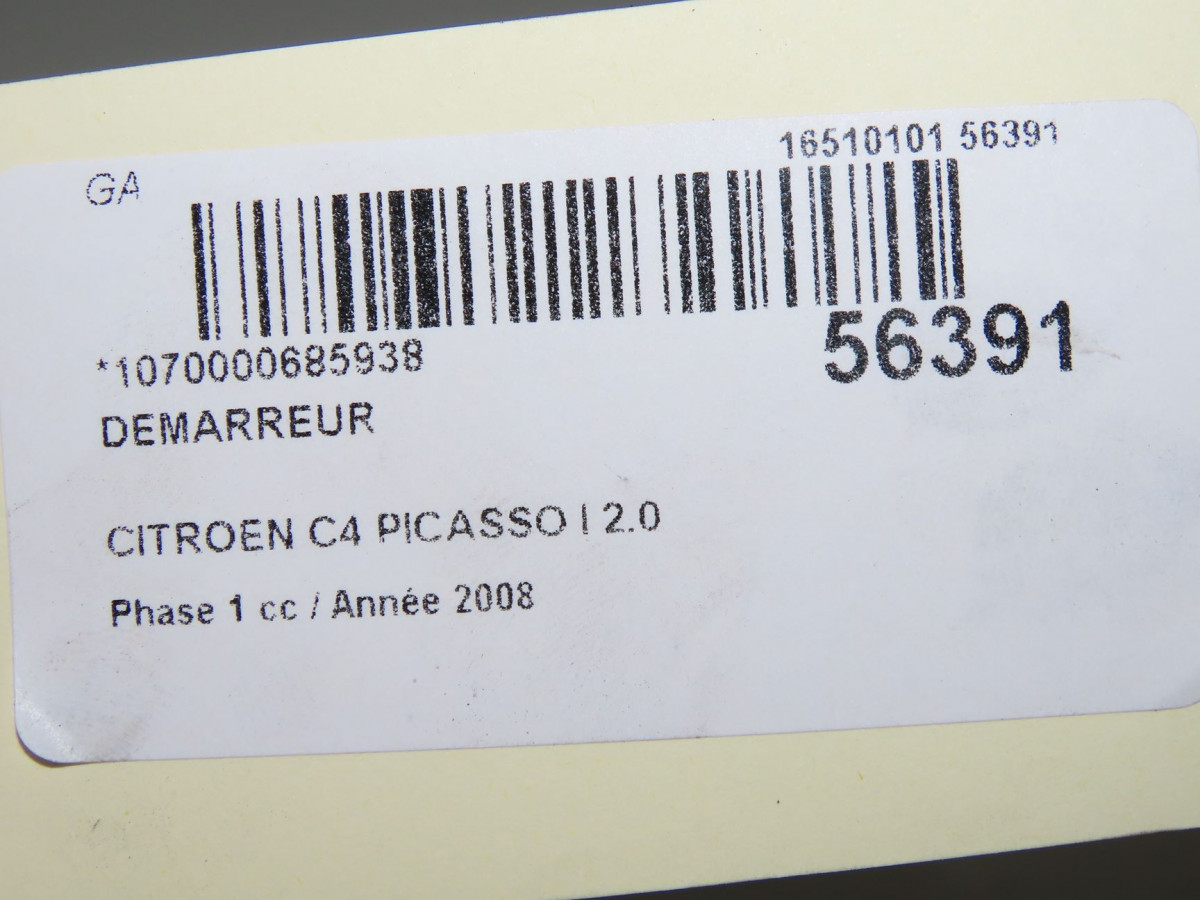 16510101 56391
GA
*1070000685938
56391
DEMARREUR
CITROEN C4 PICASSO I 2.0
Phase 1 cc / Année 2008